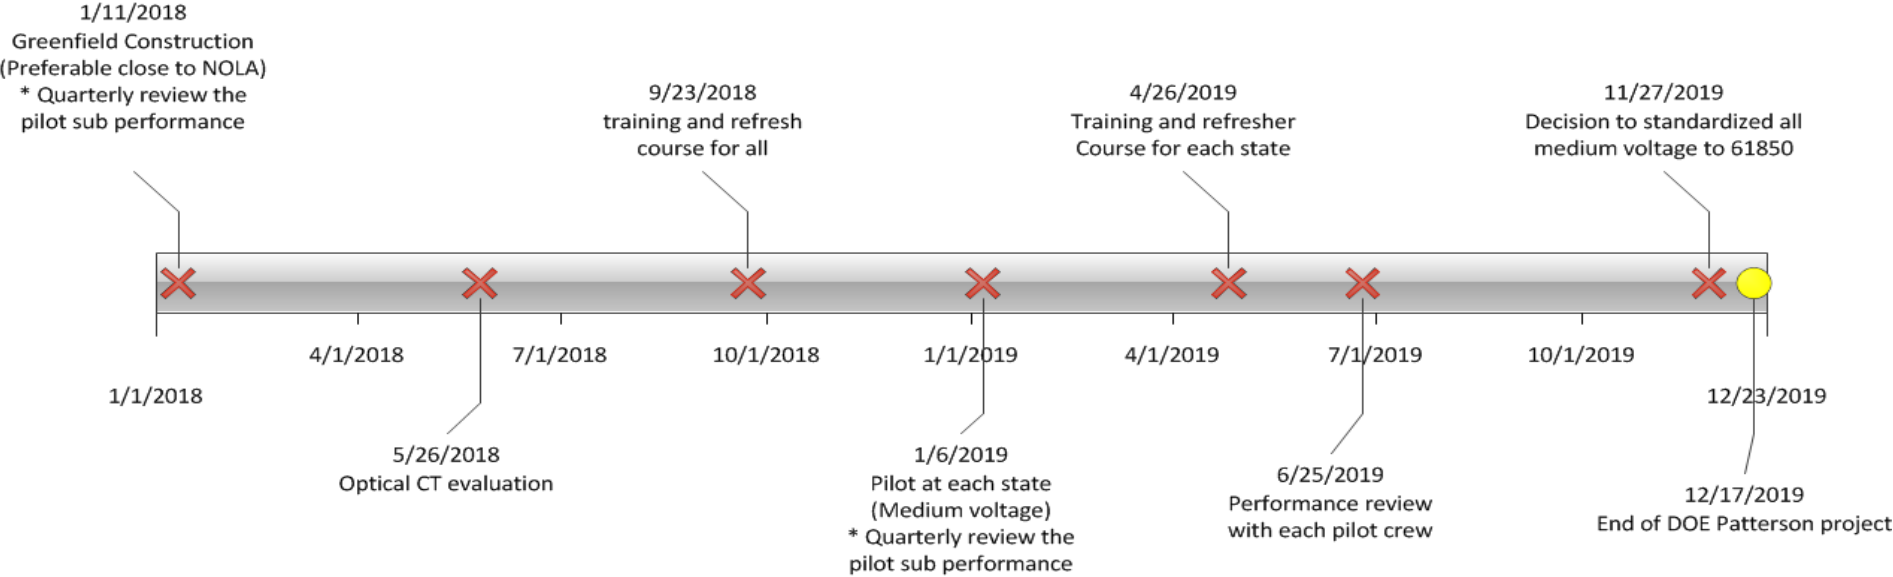 1/11/2018
Greenfield Construction
(Preferable close to NOLA)
* Quarterly review the
pilot sub performance
9/23/2018
training and refresh
course for all
4/26/2019
Training and refresher
Course for each state
11/27/2019
Decision to standardized all
medium voltage to 61850
4/1/2018
7/1/2018
10/1/2018
1/1/2019
4/1/2019
7/1/2019
10/1/2019
1/1/2018
12/23/2019
5/26/2018
Optical CT evaluation
1/6/2019
Pilot at each state
(Medium voltage)
* Quarterly review the
pilot sub performance
6/25/2019
Performance review
with each pilot crew
12/17/2019
End of DOE Patterson project